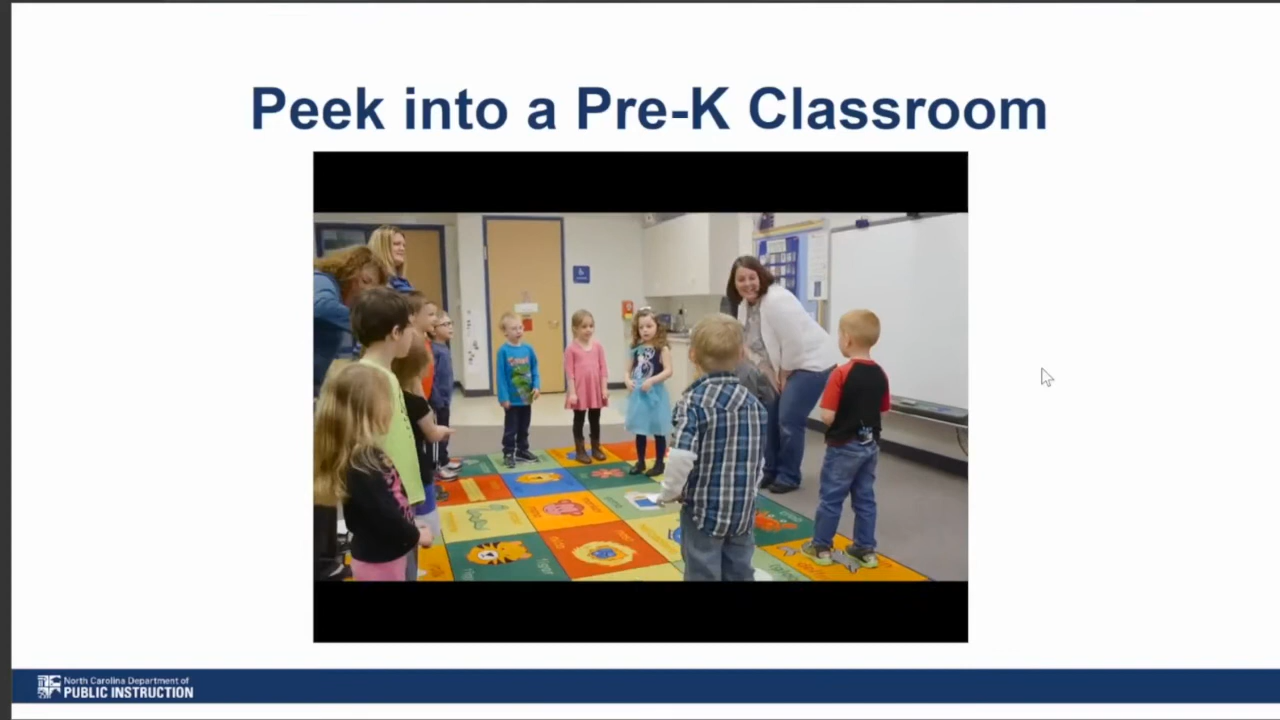 Peek into a Pre-K Classroom
North Carolina Department of
PUBLIC INSTRUCTION